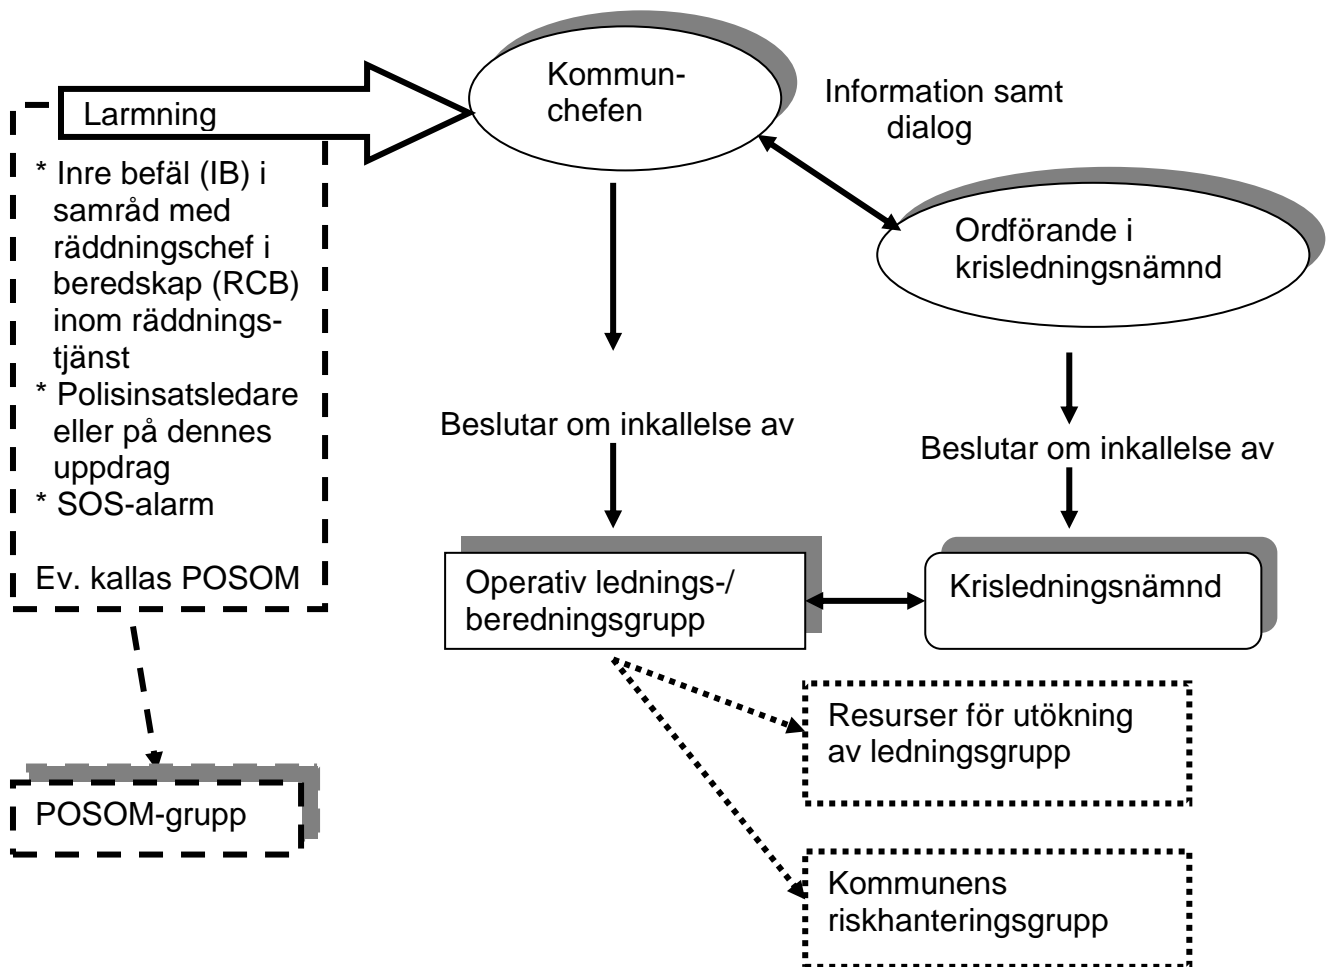 Larmning
* Inre befäl (IB) i
samråd med
räddningschef i
beredskap (RCB)
inom räddnings-
tjänst
* Polisinsatsledare
eller på dennes
uppdrag
* SOS-alarm
Ev. kallas POSOM
POSOM-grupp
Kommun-
chefen
Information samt
dialog
Ordförande i
krisledningsnämnd
Beslutar om inkallelse av
Beslutar om inkallelse av
Operativ lednings-/
beredningsgrupp
Krisledningsnämnd
Resurser för utökning
av ledningsgrupp
Kommunens
riskhanteringsgrupp